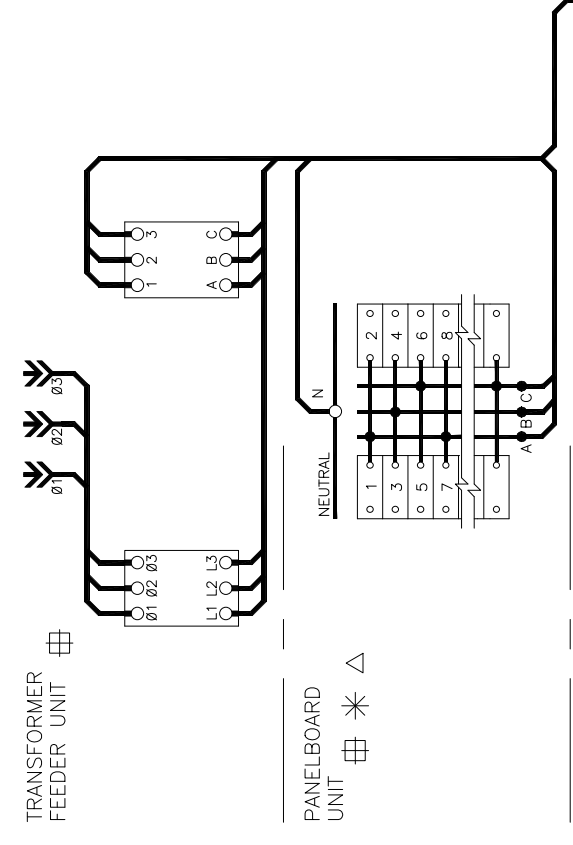 TRANSFORMER
FEEDER UNIT
Ø1 Ø2 Ø3
L1 L2 L3
Ø1
Ø2
Ø3
1 2 3
A B C
PANELBOARD
UNIT
NEUTRAL
N
1 2
3 4
5 6
7 8
A B C